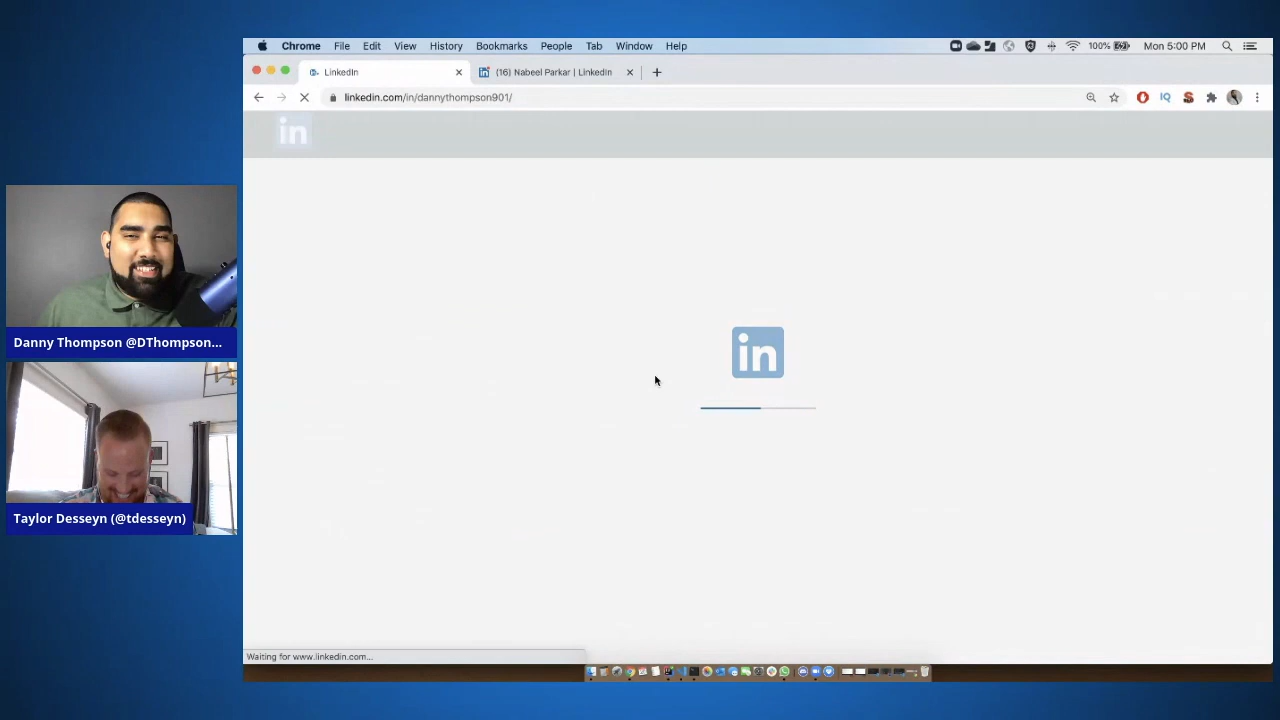 Chrome File Edit View History Bookmarks People Tab Window Help
100% Mon 5:00 PM
LinkedIn
(16) Nabeel Parkar | LinkedIn
linkedin.com/in/dannythompson901/
IQ
in
in
Danny Thompson @DThompson...
Taylor Desseyn (@tdesseyn)
Waiting for www.linkedin.com...